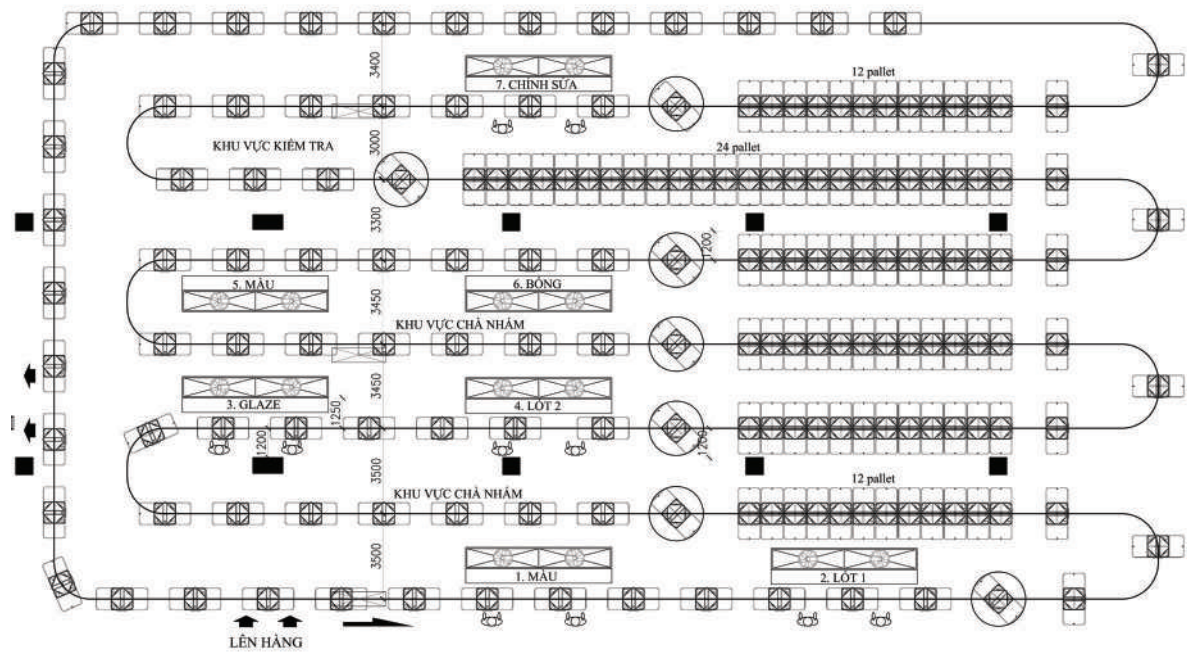 3400
7. CHỈNH SỬA
12 pallet
KHU VỰC KIỂM TRA
3000
24 pallet
3300
1200
5. MÀU
6. BÓNG
3450
KHU VỰC CHÀ NHÁM
3450
3. GLAZE
1250
4. LÓT 2
1200
1200
3500
KHU VỰC CHÀ NHÁM
12 pallet
3500
1. MÀU
2. LÓT 1
LÊN HÀNG